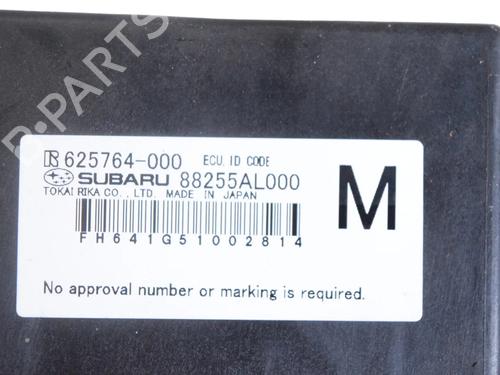 625764-000 ECU. ID CODE
SUBARU 88255AL000
TOKAI RIKA CO., LTD. MADE IN JAPAN
M
FH641G51002814
No approval number or marking is required.
B-PARTS